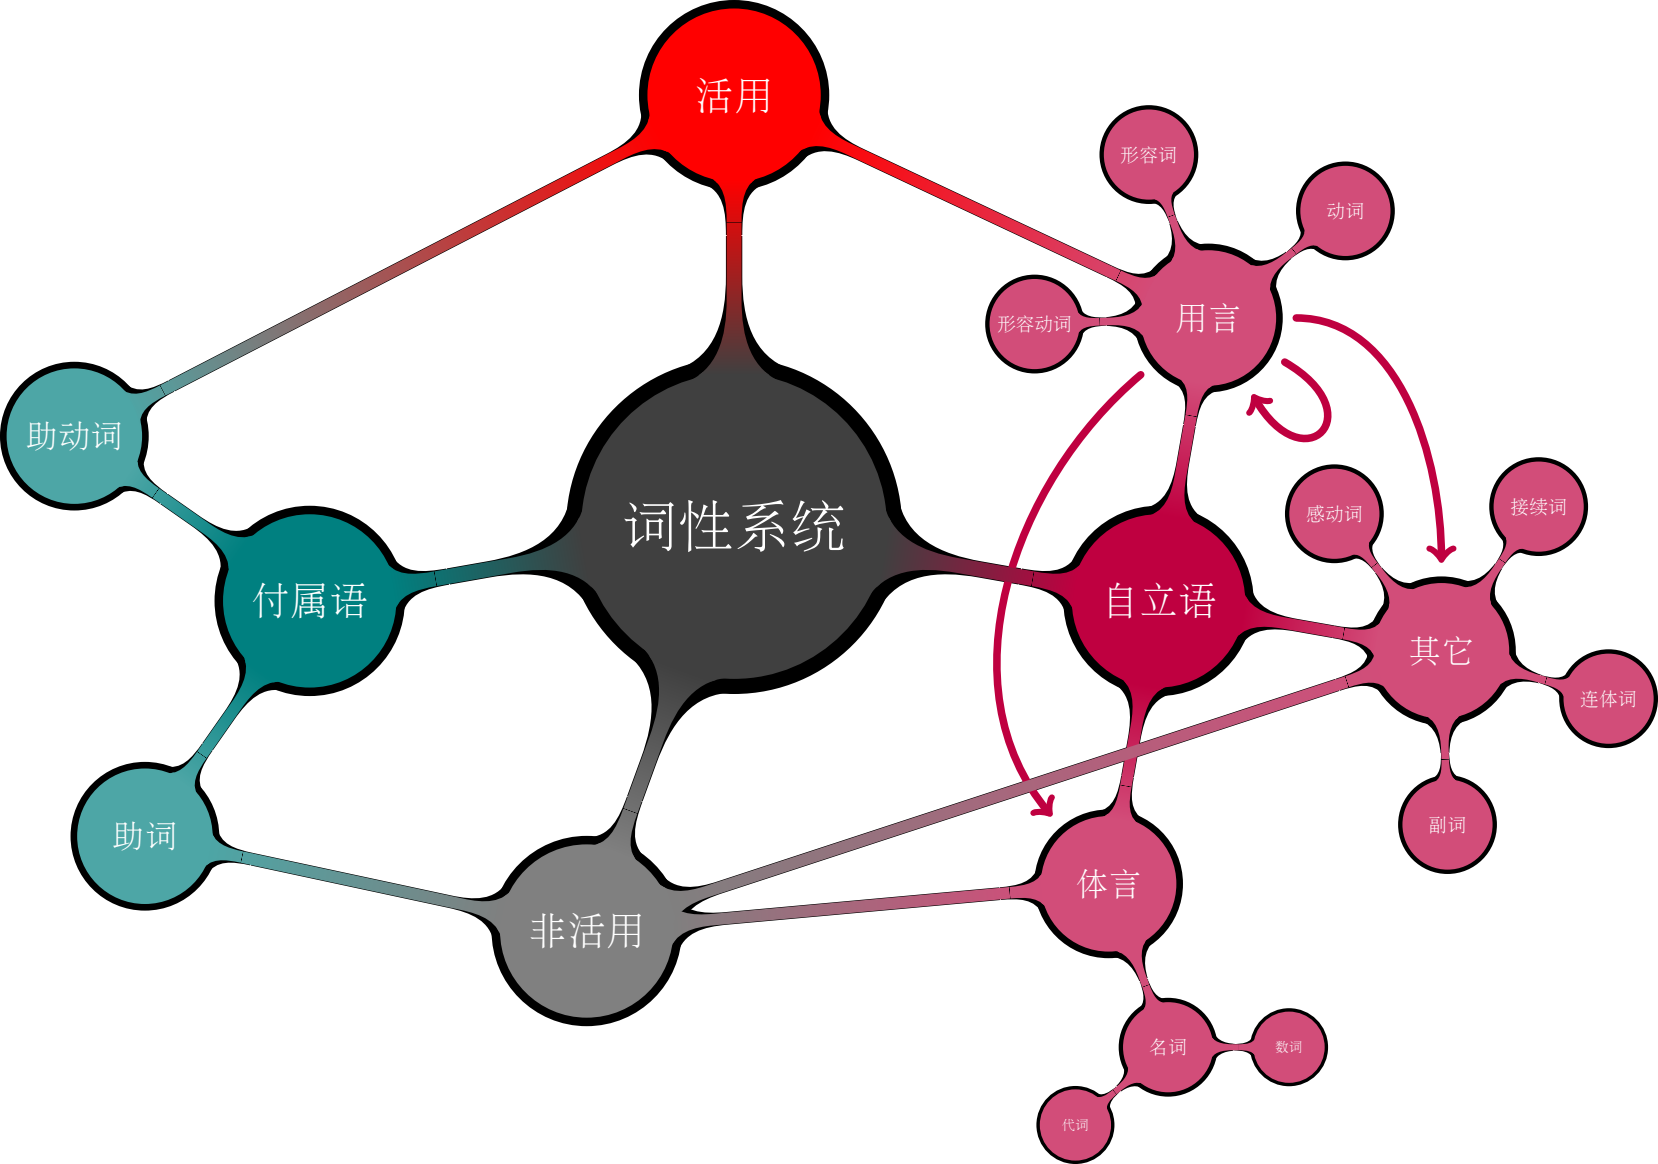 活用
形容词
动词
用言
形容动词
助动词
词性系统
感动词
接续词
付属语
自立语
其它
连体词
助词
副词
体言
非活用
名词
数词
代词